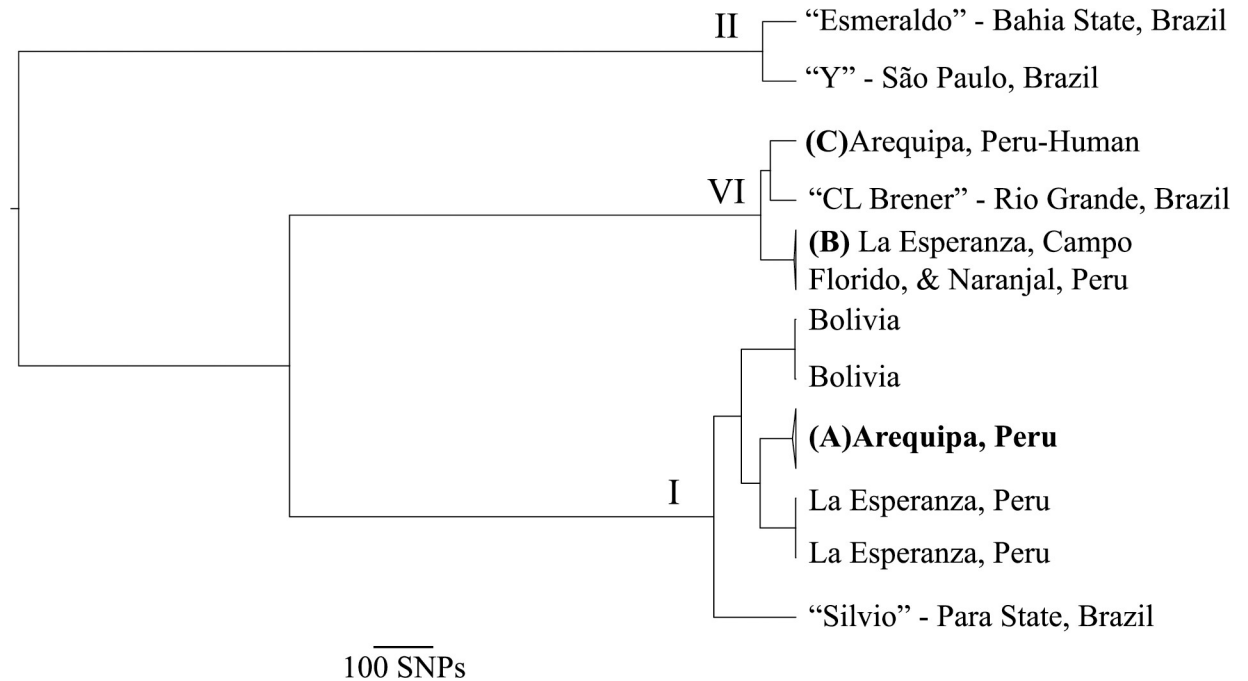 II
“Esmeraldo” - Bahia State, Brazil
“Y” - São Paulo, Brazil
(C)Arequipa, Peru-Human
VI
“CL Brener” - Rio Grande, Brazil
(B) La Esperanza, Campo
Florido, & Naranjal, Peru
Bolivia
Bolivia
(A)Arequipa, Peru
I
La Esperanza, Peru
La Esperanza, Peru
“Silvio” - Para State, Brazil
100 SNPs